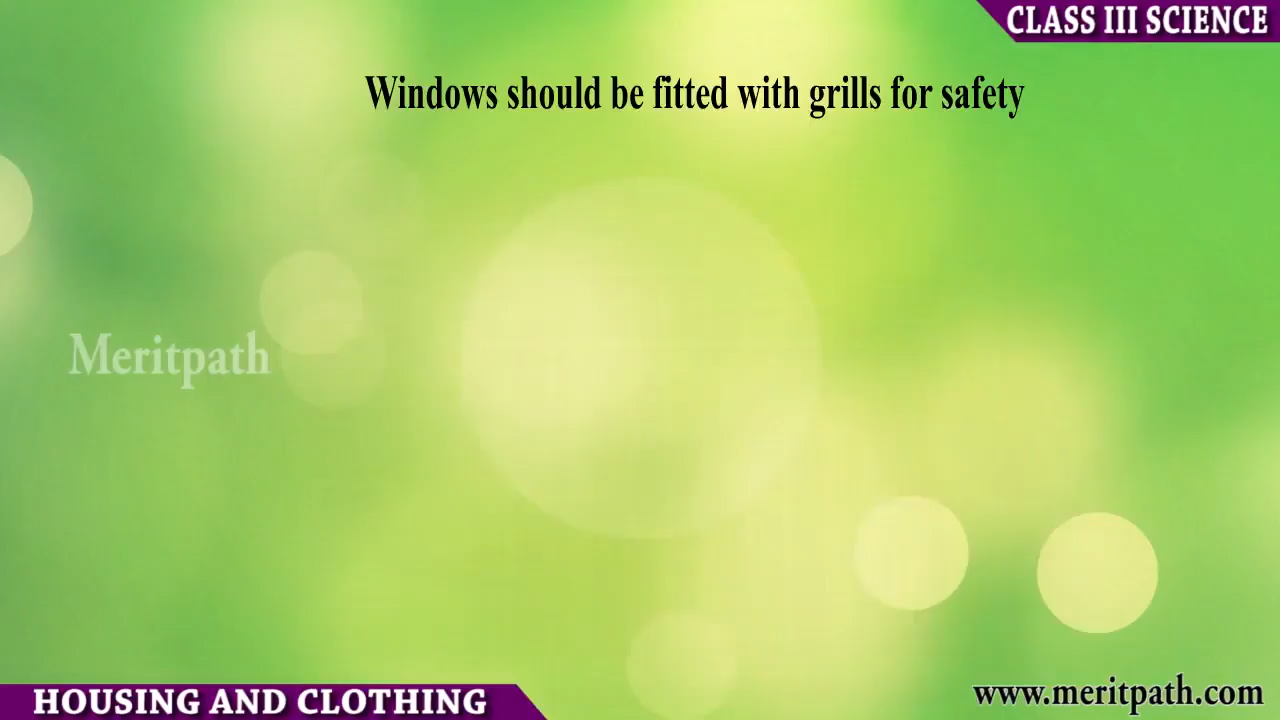 CLASS III SCIENCE
Windows should be fitted with grills for safety
Meritpath
HOUSING AND CLOTHING
www.meritpath.com